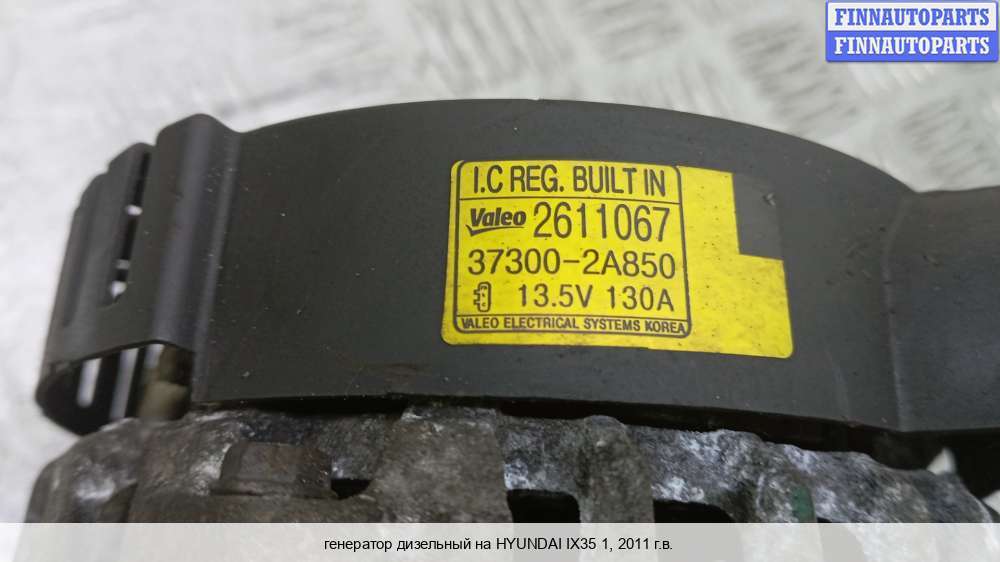 FINNAUTOPARTS
FINNAUTOPARTS
I.C REG. BUILT IN
Valeo 2611067
37300-2A850
13.5V 130A
VALEO ELECTRICAL SYSTEMS KOREA
генератор дизельный на HYUNDAI IX35 1, 2011 г.в.